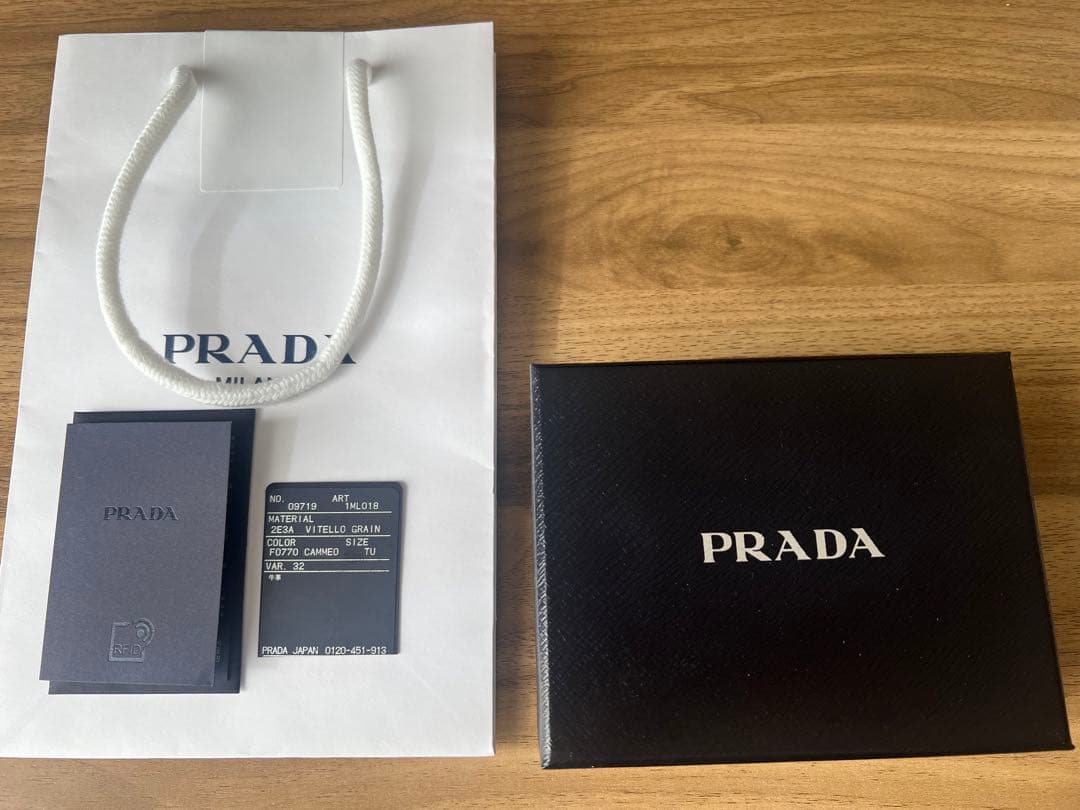 PRADA
MILAN
PRADA
RFID
NO. ART
09719 1ML018
MATERIAL
2E3A VITELLO GRAIN
COLOR SIZE
F0770 CAMMEO TU
VAR. 32
牛革
PRADA JAPAN 0120-451-913
PRADA